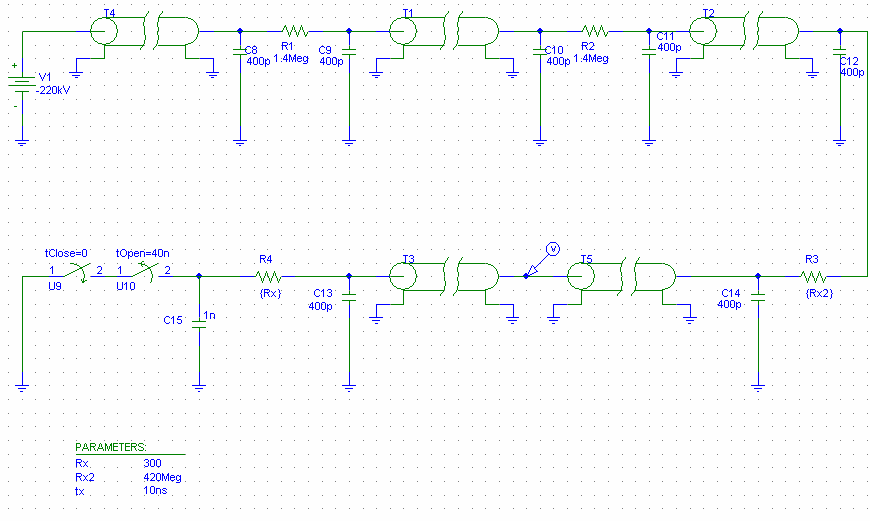 T4
T1
T2
C8
400p
R1
1.4Meg
C9
400p
C10
400p
R2
1.4Meg
C11
400p
C12
400p
+
V1
-220kV
-
tClose=0
1
2
U9
tOpen=40n
1
2
U10
R4
{Rx}
C13
400p
T3
V
T5
C14
400p
R3
{Rx2}
C15
1n
PARAMETERS:
Rx 300
Rx2 420Meg
tx 10ns